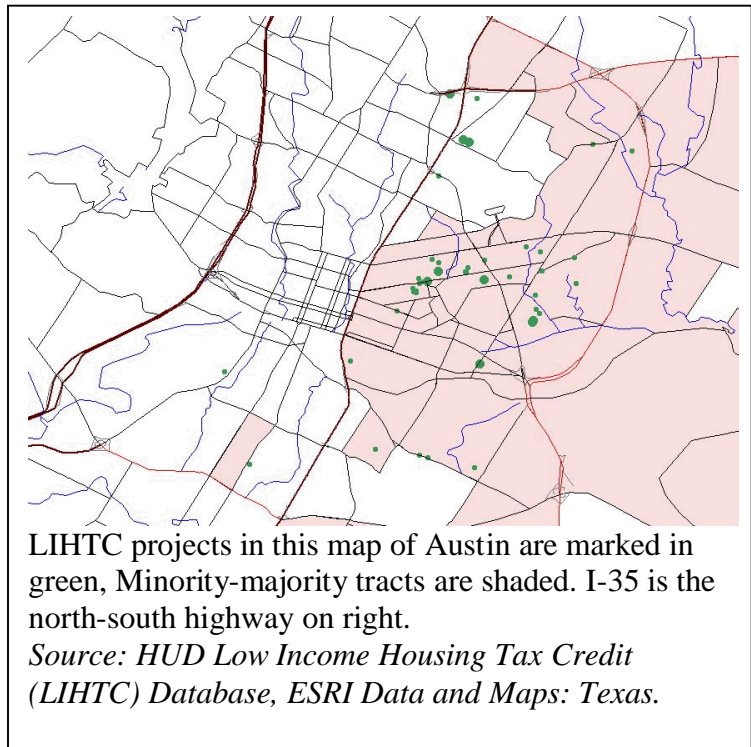 LIHTC projects in this map of Austin are marked in
green, Minority-majority tracts are shaded. I-35 is the
north-south highway on right.
Source: HUD Low Income Housing Tax Credit
(LIHTC) Database, ESRI Data and Maps: Texas.